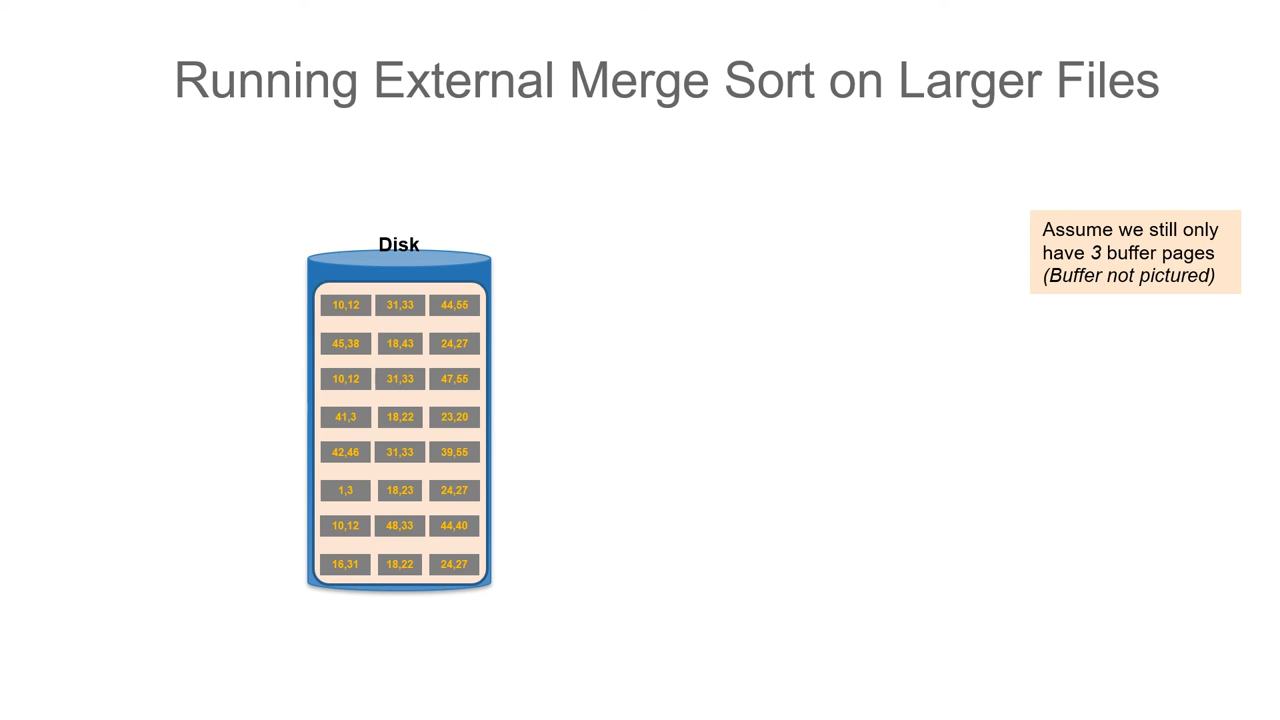 Running External Merge Sort on Larger Files
Assume we still only
have 3 buffer pages
(Buffer not pictured)
Disk
10,12 31,33 44,55
45,38 18,43 24,27
10,12 31,33 47,55
41,3 18,22 23,20
42,46 31,33 39,55
1,3 18,23 24,27
10,12 48,33 44,40
16,31 18,22 24,27